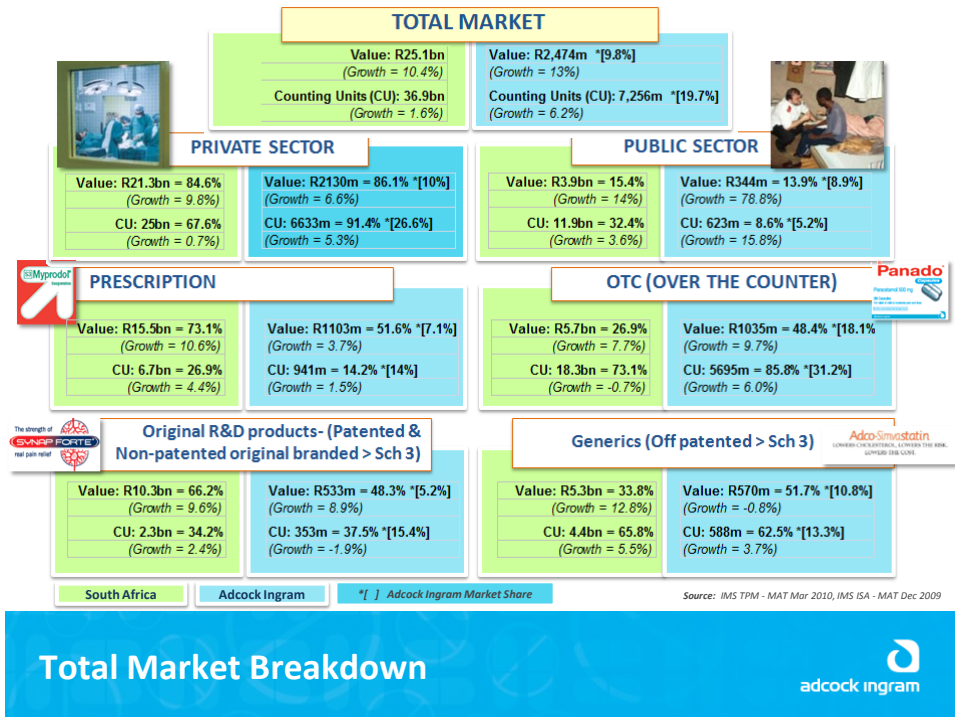 TOTAL MARKET
Value: R25.1bn
(Growth = 10.4%)
Counting Units (CU): 36.9bn
(Growth = 1.6%)
Value: R2,474m *[9.8%]
(Growth = 13%)
Counting Units (CU): 7,256m *[19.7%]
(Growth = 6.2%)
PRIVATE SECTOR
Value: R21.3bn = 84.6%
(Growth = 9.8%)
CU: 25bn = 67.6%
(Growth = 0.7%)
Value: R2130m = 86.1% *[10%]
(Growth = 6.6%)
CU: 6633m = 91.4% *[26.6%]
(Growth = 5.3%)
PUBLIC SECTOR
Value: R3.9bn = 15.4%
(Growth = 14%)
CU: 11.9bn = 32.4%
(Growth = 3.6%)
Value: R344m = 13.9% *[8.9%]
(Growth = 78.8%)
CU: 623m = 8.6% *[5.2%]
(Growth = 15.8%)
Myprodol
PRESCRIPTION
Value: R15.5bn = 73.1%
(Growth = 10.6%)
CU: 6.7bn = 26.9%
(Growth = 4.4%)
Value: R1103m = 51.6% *[7.1%]
(Growth = 3.7%)
CU: 941m = 14.2% *[14%]
(Growth = 1.5%)
OTC (OVER THE COUNTER)
Panado
Capsules
Value: R5.7bn = 26.9%
(Growth = 7.7%)
CU: 18.3bn = 73.1%
(Growth = -0.7%)
Value: R1035m = 48.4% *[18.1%
(Growth = 9.7%)
CU: 5695m = 85.8% *[31.2%]
(Growth = 6.0%)
The strength of
SYNAP FORTE
real pain relief
Original R&D products- (Patented &
Non-patented original branded > Sch 3)
Value: R10.3bn = 66.2%
(Growth = 9.6%)
CU: 2.3bn = 34.2%
(Growth = 2.4%)
Value: R533m = 48.3% *[5.2%]
(Growth = 8.9%)
CU: 353m = 37.5% *[15.4%]
(Growth = -1.9%)
Generics (Off patented > Sch 3)
Adco-Simvastatin
LOWERS CHOLESTEROL, LOWERS THE RISK,
LOWERS THE COST.
Value: R5.3bn = 33.8%
(Growth = 12.8%)
CU: 4.4bn = 65.8%
(Growth = 5.5%)
Value: R570m = 51.7% *[10.8%]
(Growth = -0.8%)
CU: 588m = 62.5% *[13.3%]
(Growth = 3.7%)
South Africa
Adcock Ingram
*[ ] Adcock Ingram Market Share
Source: IMS TPM - MAT Mar 2010, IMS ISA - MAT Dec 2009
Total Market Breakdown
adcock ingram